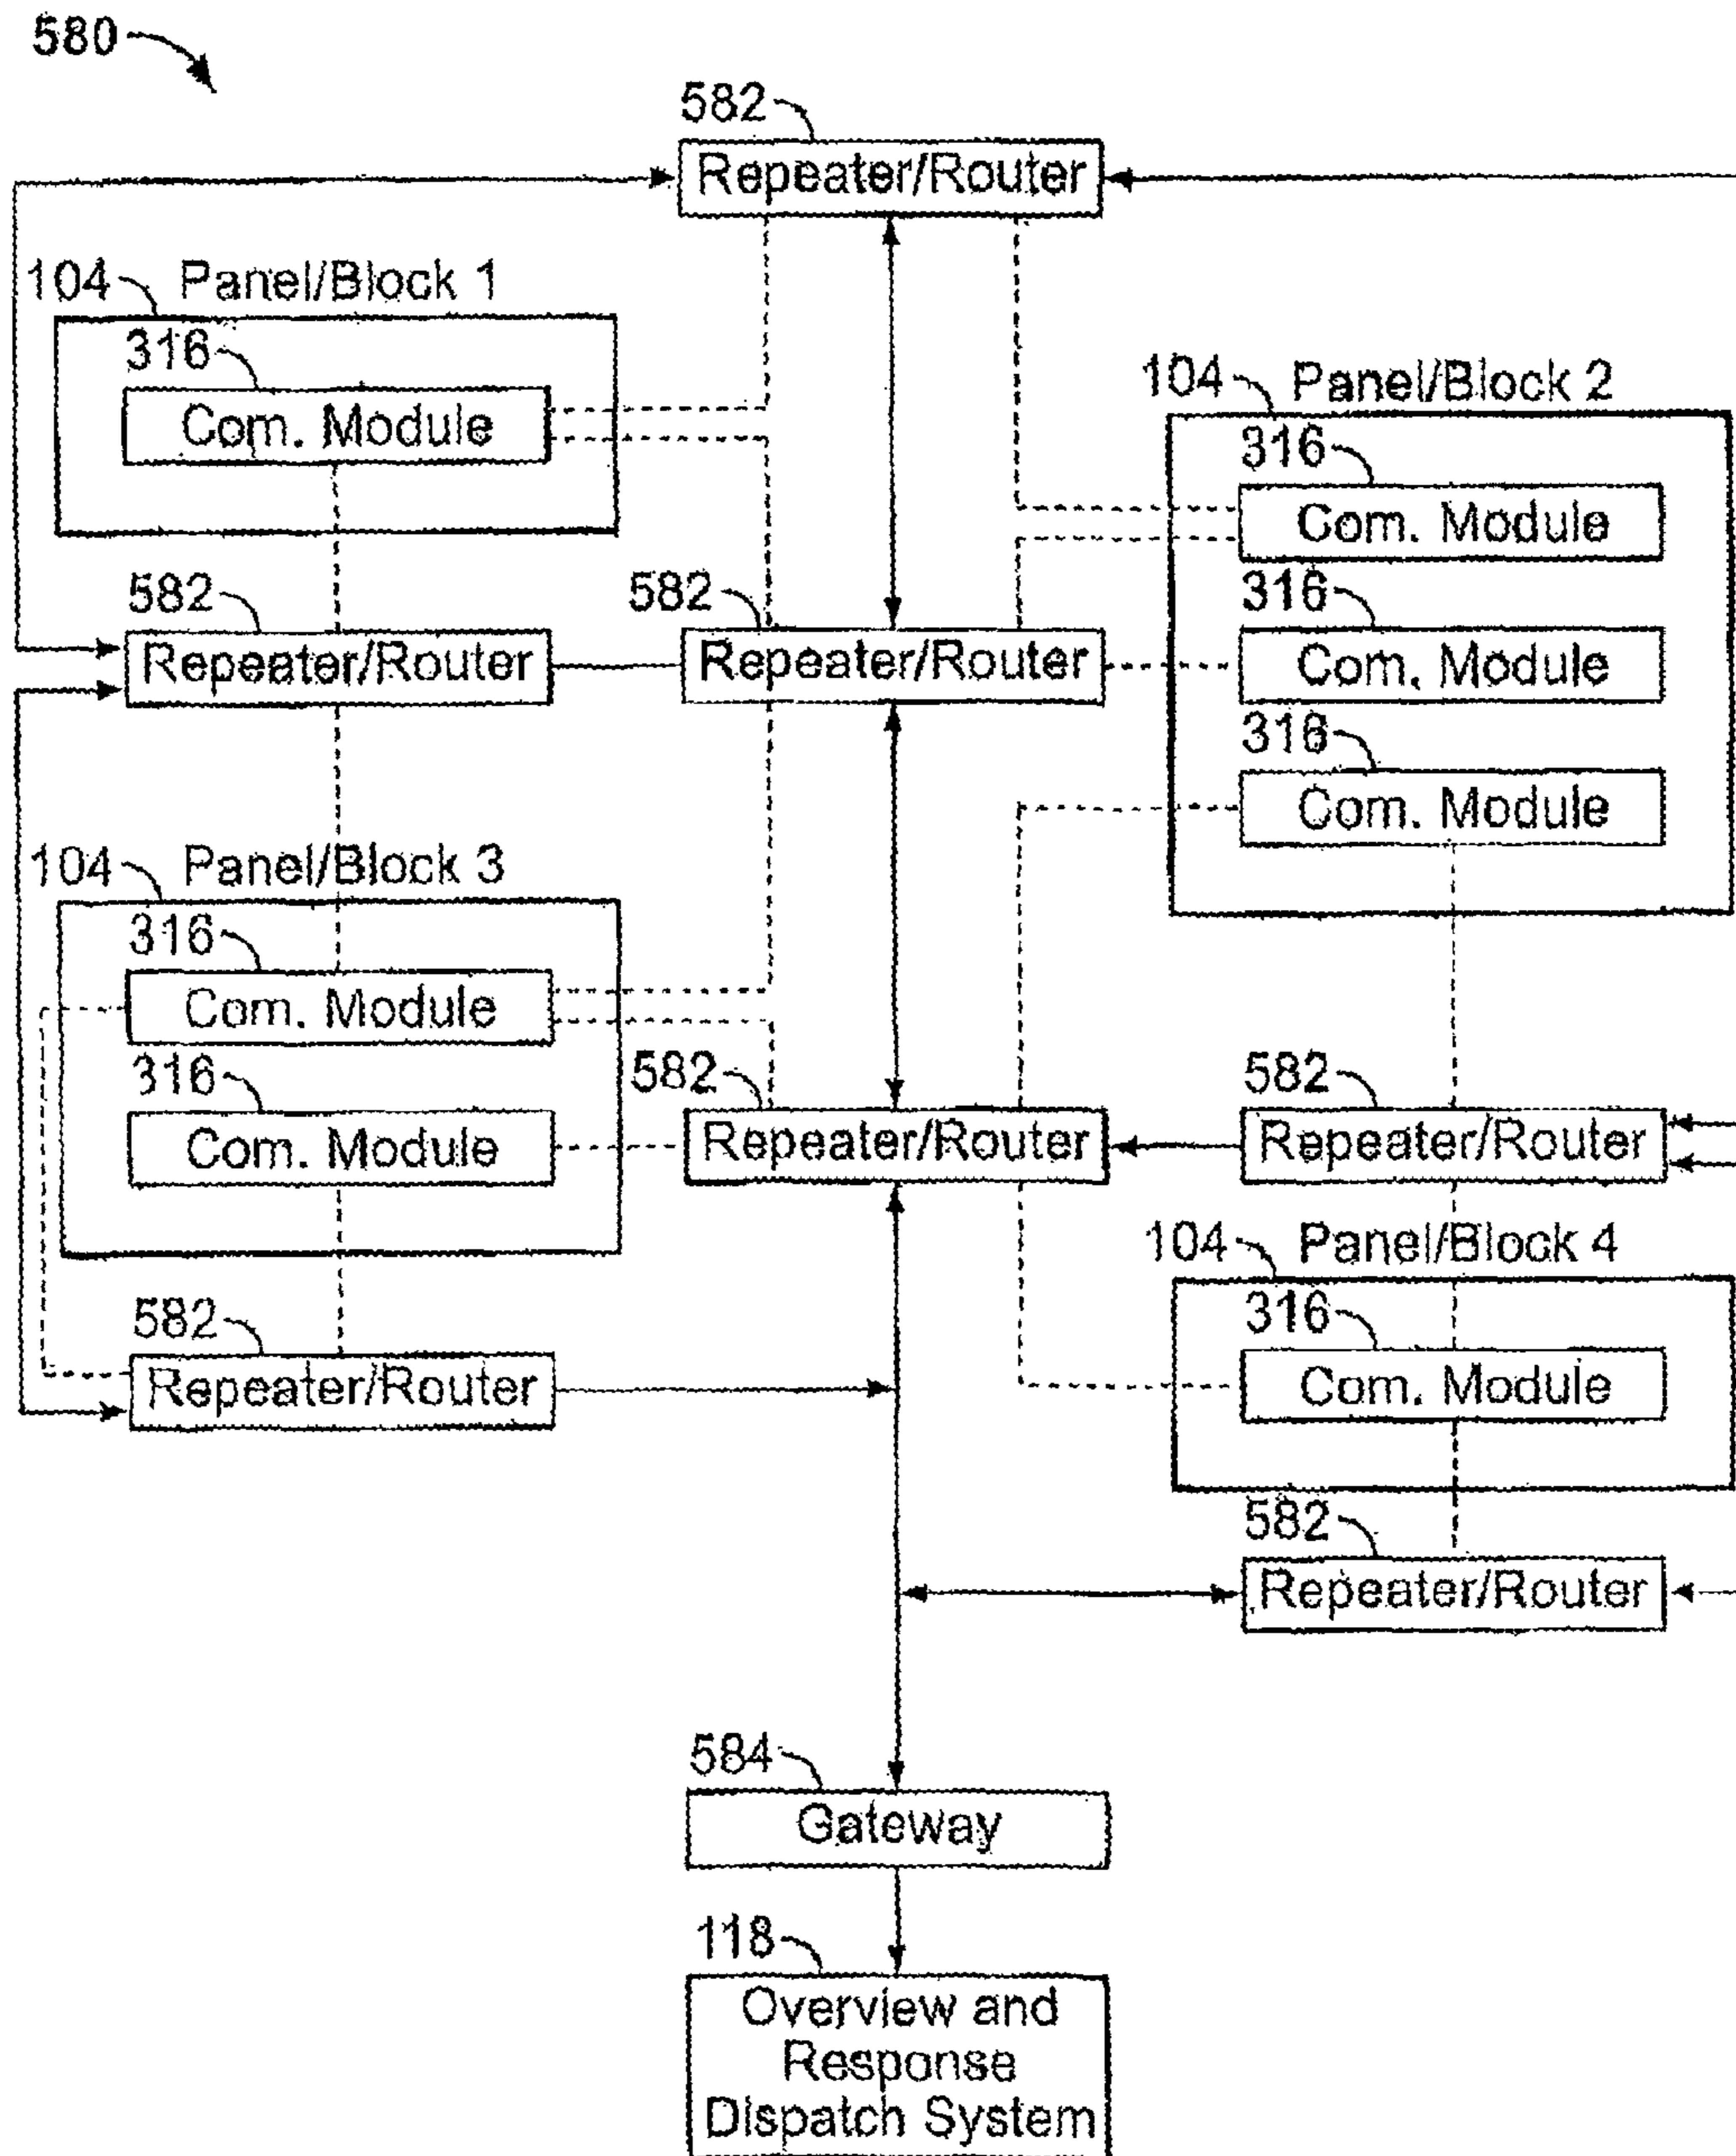 580
582
Repeater/Router
104 Panel/Block 1
316
Com. Module
104 Panel/Block 2
316
Com. Module
582
Repeater/Router
582
Repeater/Router
316
Com. Module
316
Com. Module
104 Panel/Block 3
316
Com. Module
316
Com. Module
582
Repeater/Router
582
Repeater/Router
104 Panel/Block 4
316
Com. Module
582
Repeater/Router
582
Repeater/Router
584
Gateway
118
Overview and
Response
Dispatch System